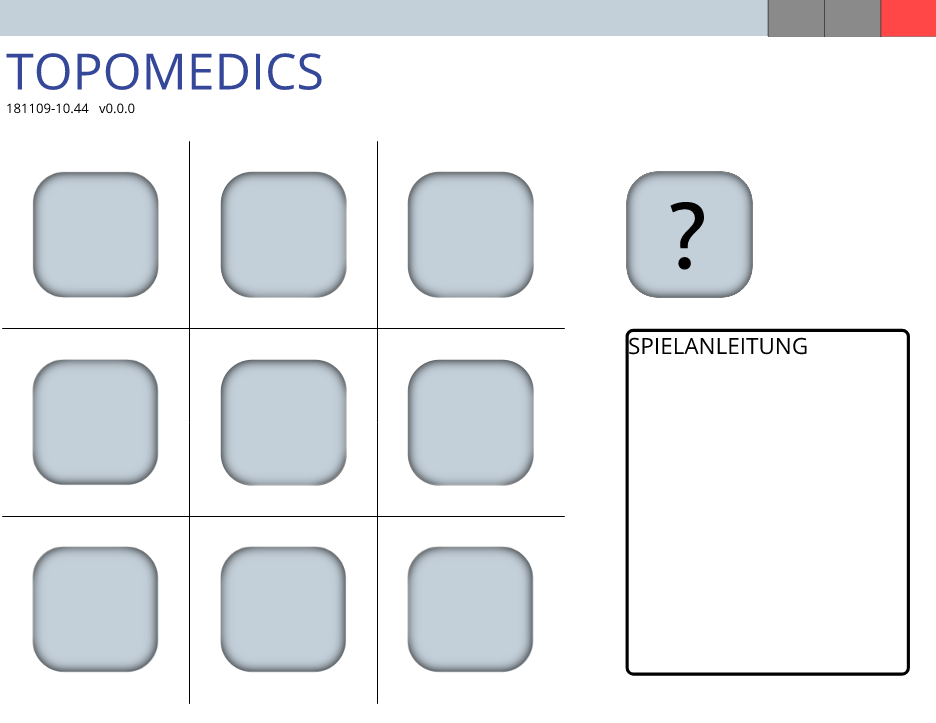 TOPOMEDICS
181109-10.44 v0.0.0
?
SPIELANLEITUNG